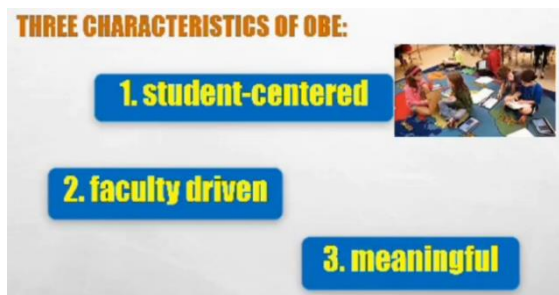 THREE CHARACTERISTICS OF OBE:
1. student-centered
2. faculty driven
3. meaningful